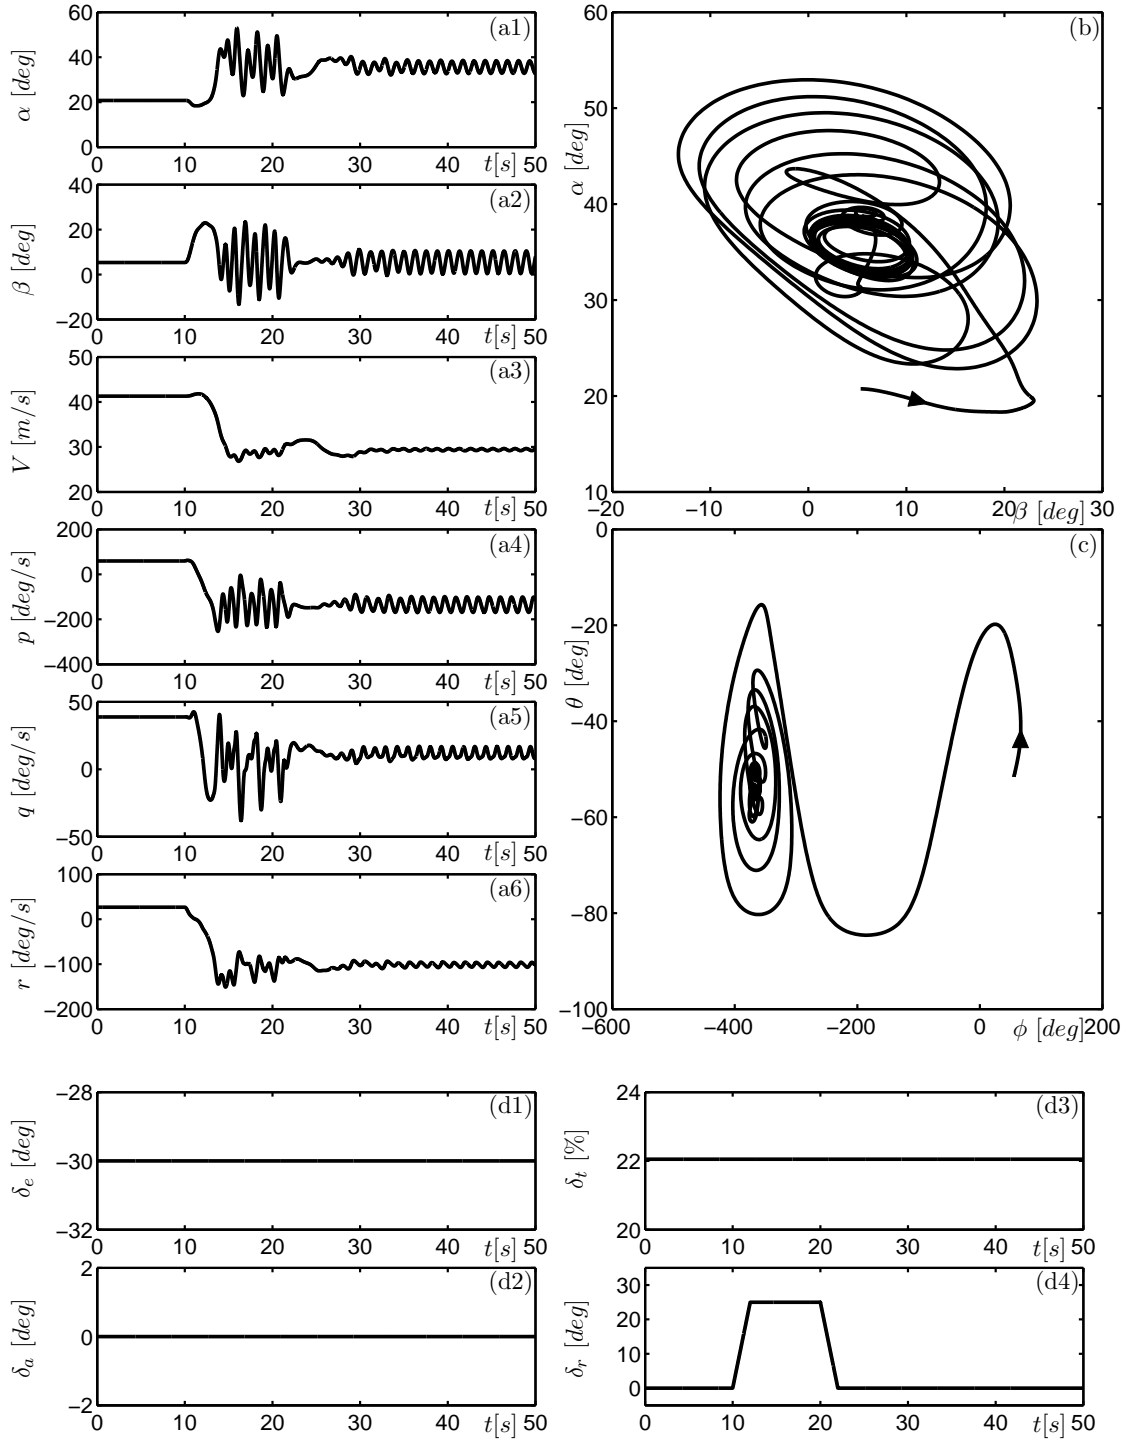 (a1)
α [deg]
60
40
20
0
0 10 20 30 40 t[s] 50
(a2)
β [deg]
40
20
0
−20
0 10 20 30 40 t[s] 50
(a3)
V [m/s]
50
40
30
20
0 10 20 30 40 t[s] 50
(a4)
p [deg/s]
200
0
−200
−400
0 10 20 30 40 t[s] 50
(a5)
q [deg/s]
50
0
−50
0 10 20 30 40 t[s] 50
(a6)
r [deg/s]
100
0
−100
−200
0 10 20 30 40 t[s] 50
(b)
α [deg]
60
50
40
30
20
10
−20 −10 0 10 20 β [deg] 30
(c)
θ [deg]
0
−20
−40
−60
−80
−100
−600 −400 −200 0 ϕ [deg] 200
(d1)
δe [deg]
−28
−30
−32
0 10 20 30 40 t[s] 50
(d2)
δa [deg]
2
0
−2
0 10 20 30 40 t[s] 50
(d3)
δt [%]
24
22
20
0 10 20 30 40 t[s] 50
(d4)
δr [deg]
30
20
10
0
0 10 20 30 40 t[s] 50